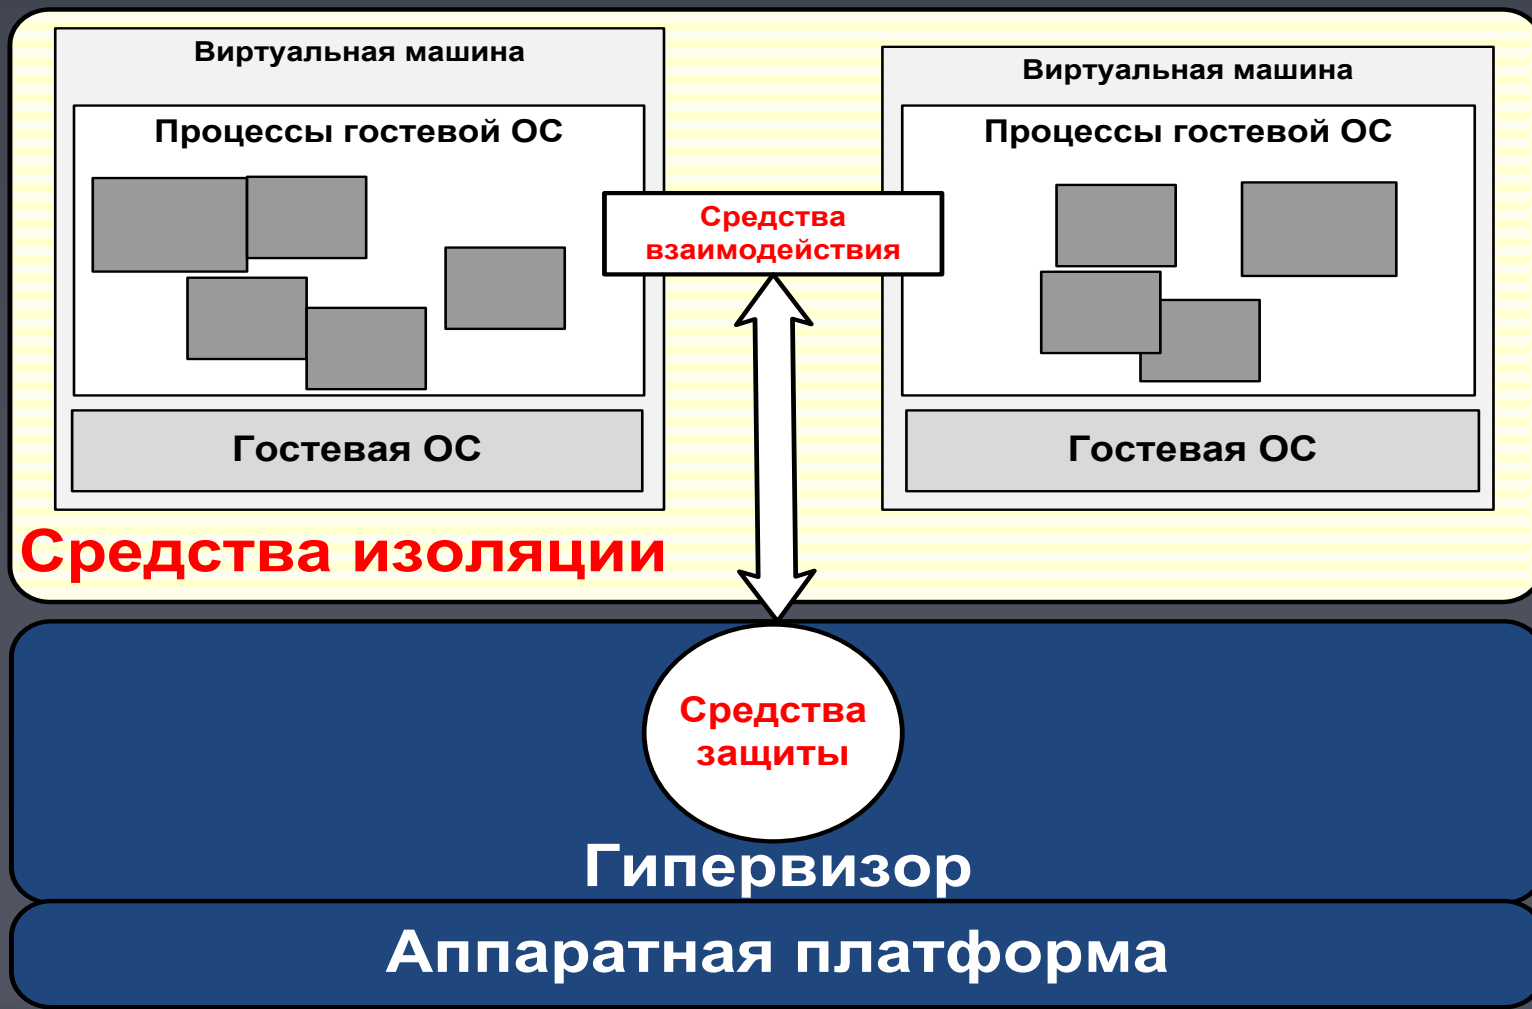 Виртуальная машина
Процессы гостевой ОС
Гостевая ОС
Виртуальная машина
Процессы гостевой ОС
Гостевая ОС
Средства
взаимодействия
Средства изоляции
Средства
защиты
Гипервизор
Аппаратная платформа